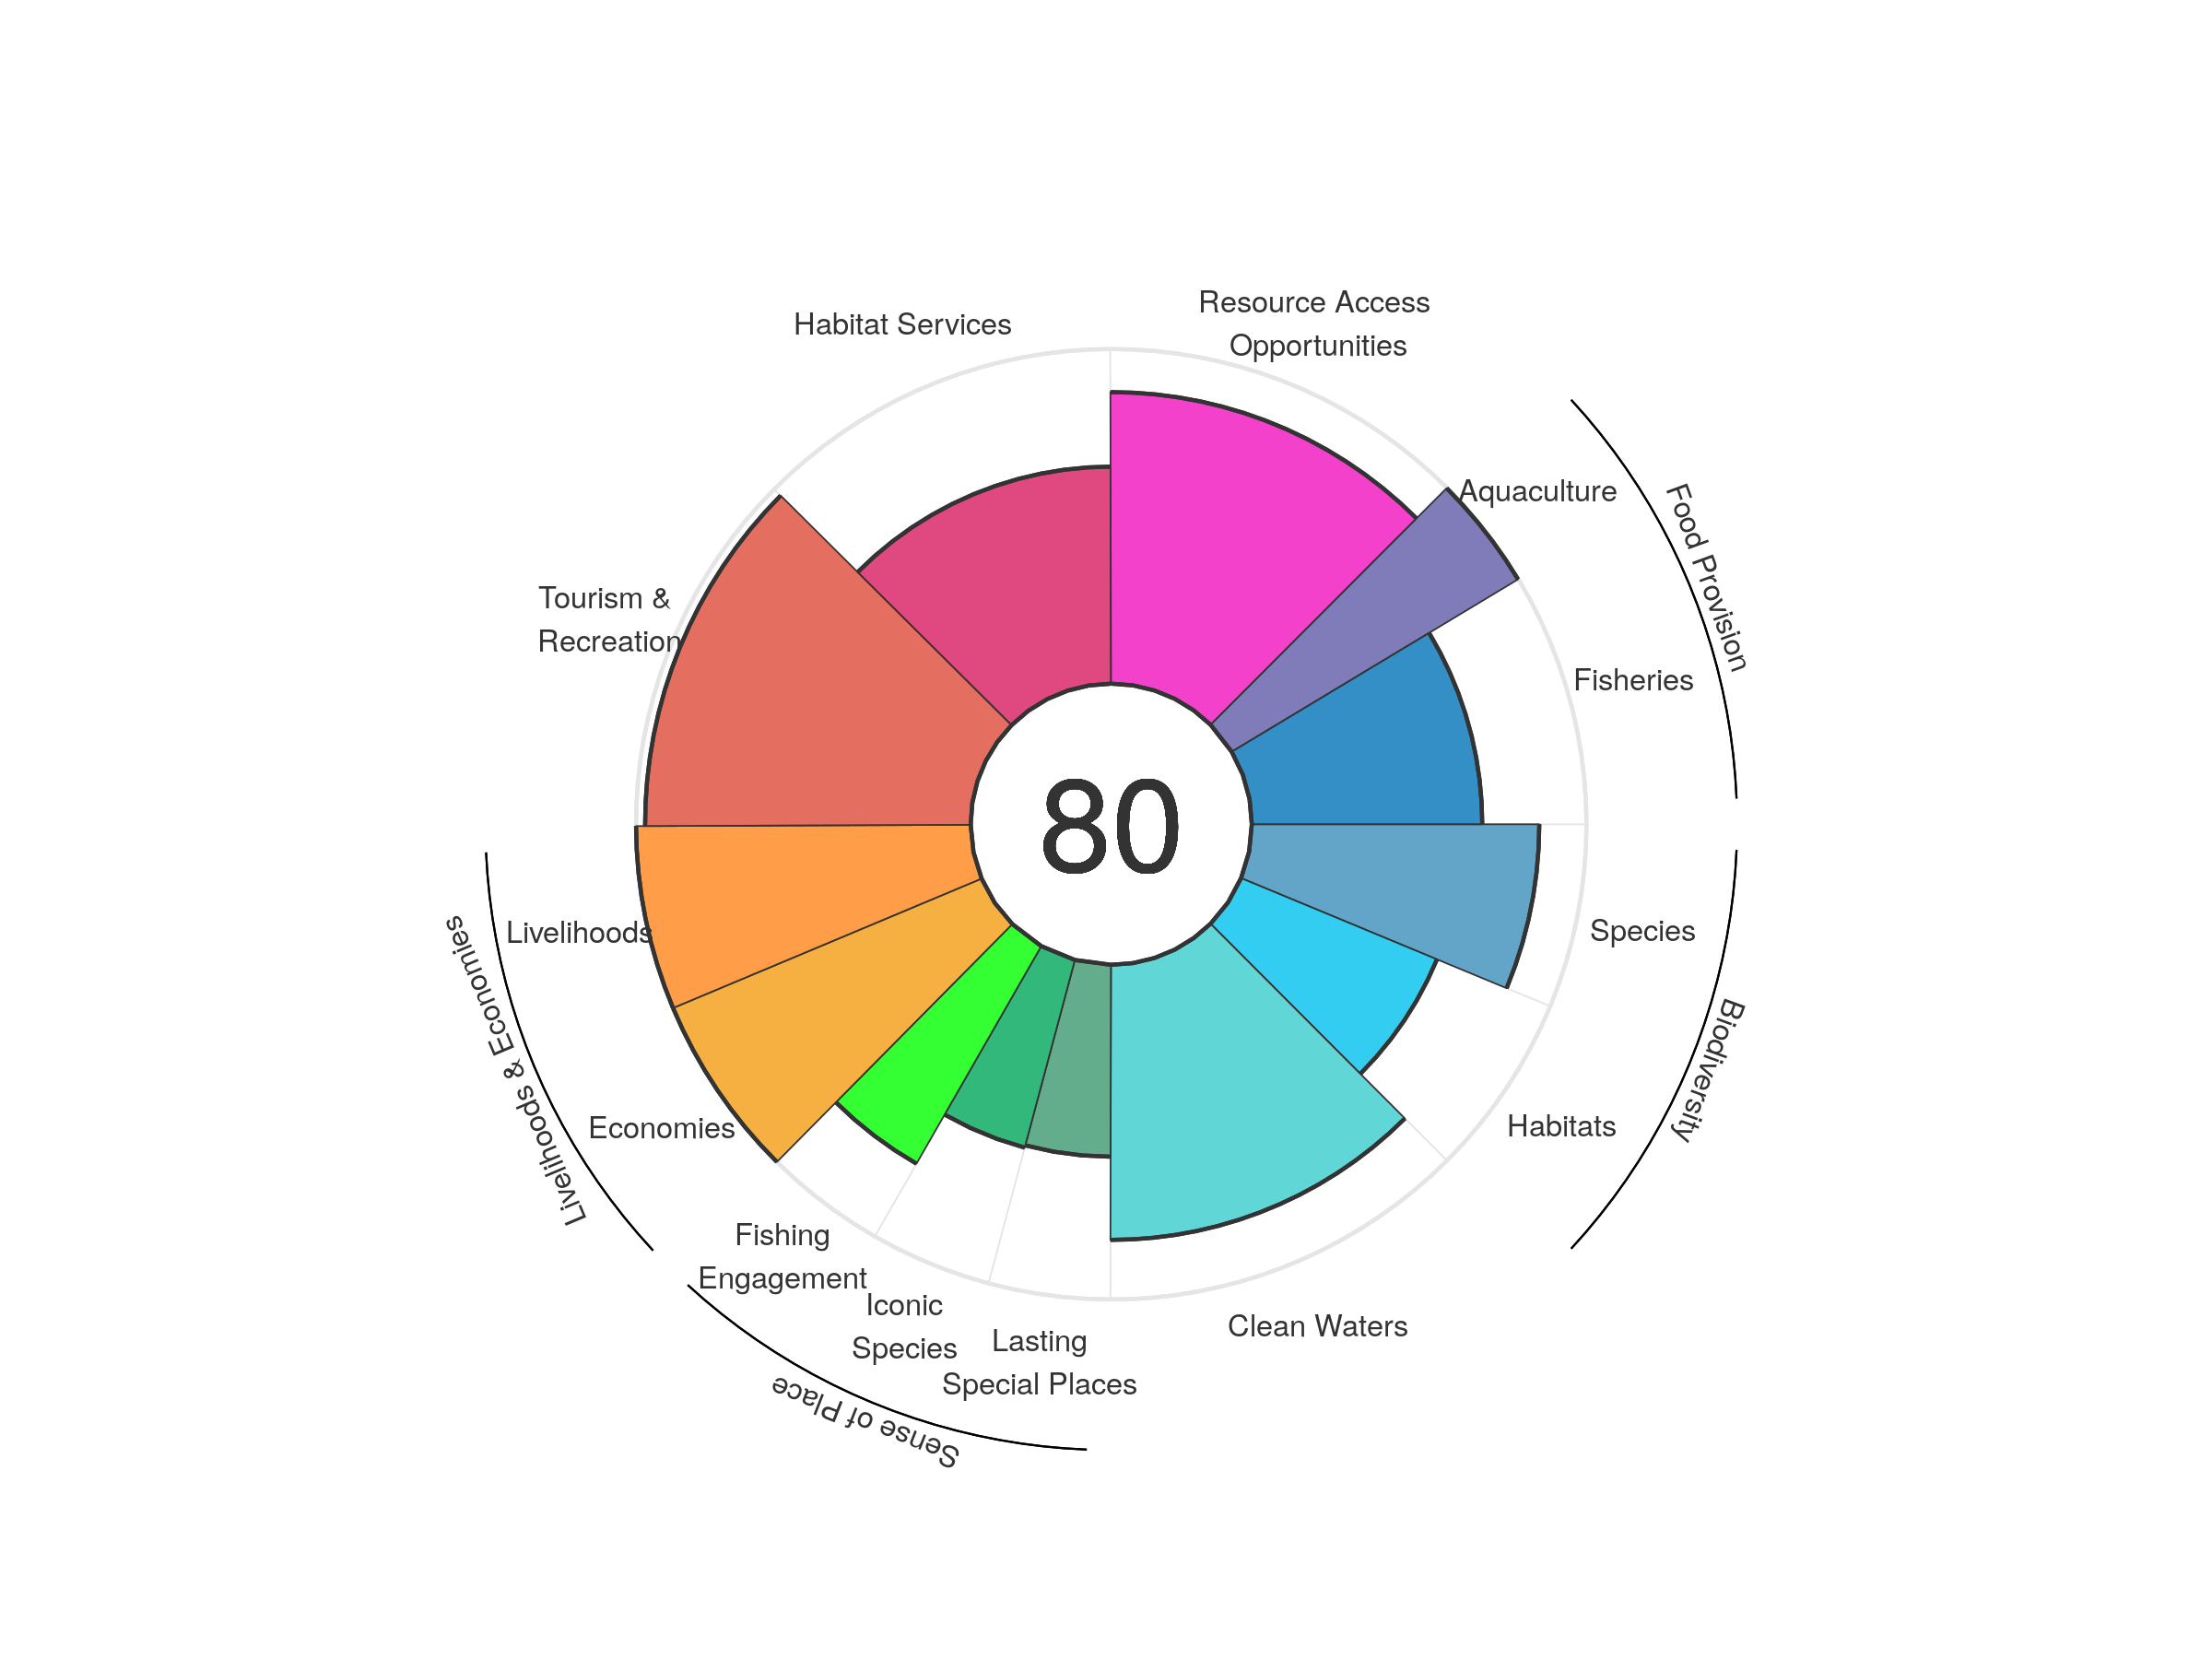 Habitat Services
Resource Access
Opportunities
Aquaculture
Food Provision
Fisheries
Tourism &
Recreation
80
Livelihoods
Species
Livelihoods & Economies
Biodiversity
Economies
Habitats
Fishing
Engagement
Iconic
Species
Lasting
Special Places
Clean Waters
Sense of Place